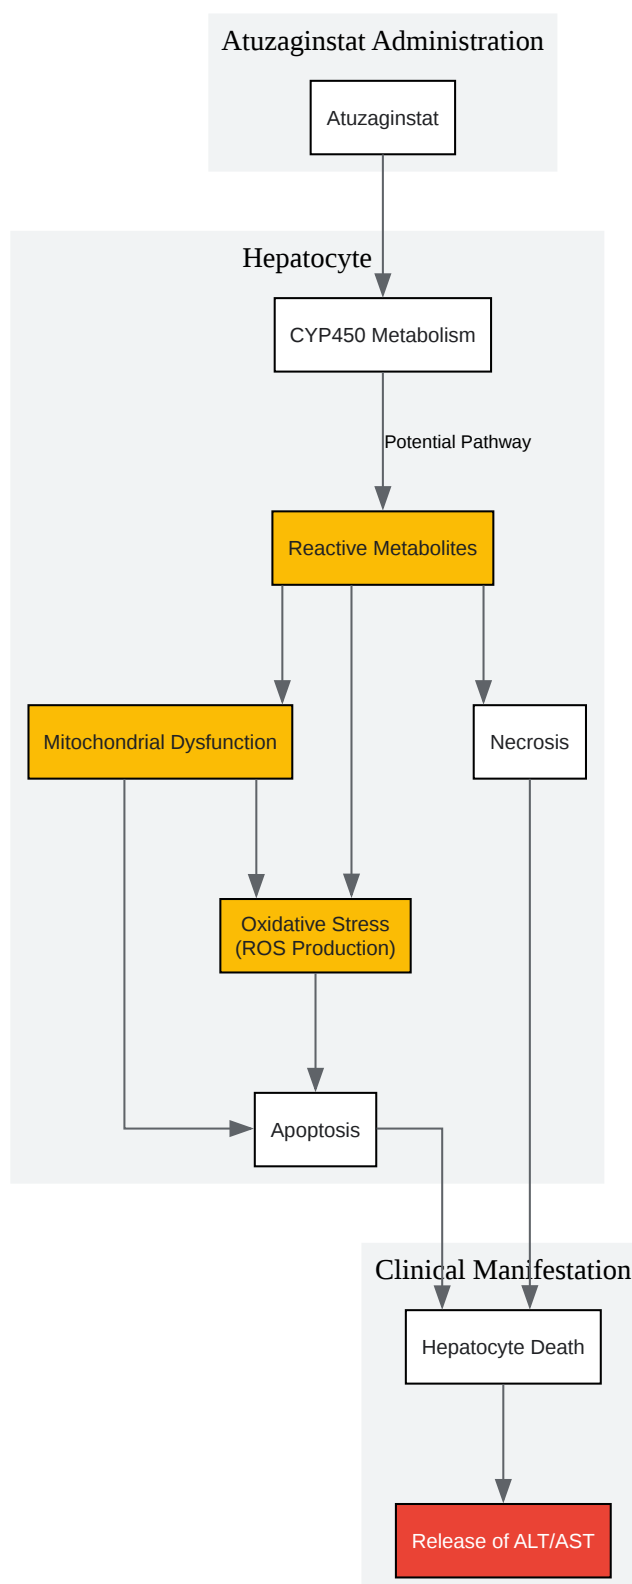 Atuzaginstat Administration
Atuzaginstat
Hepatocyte
CYP450 Metabolism
Potential Pathway
Reactive Metabolites
Mitochondrial Dysfunction
Necrosis
Oxidative Stress
(ROS Production)
Apoptosis
Clinical Manifestation
Hepatocyte Death
Release of ALT/AST